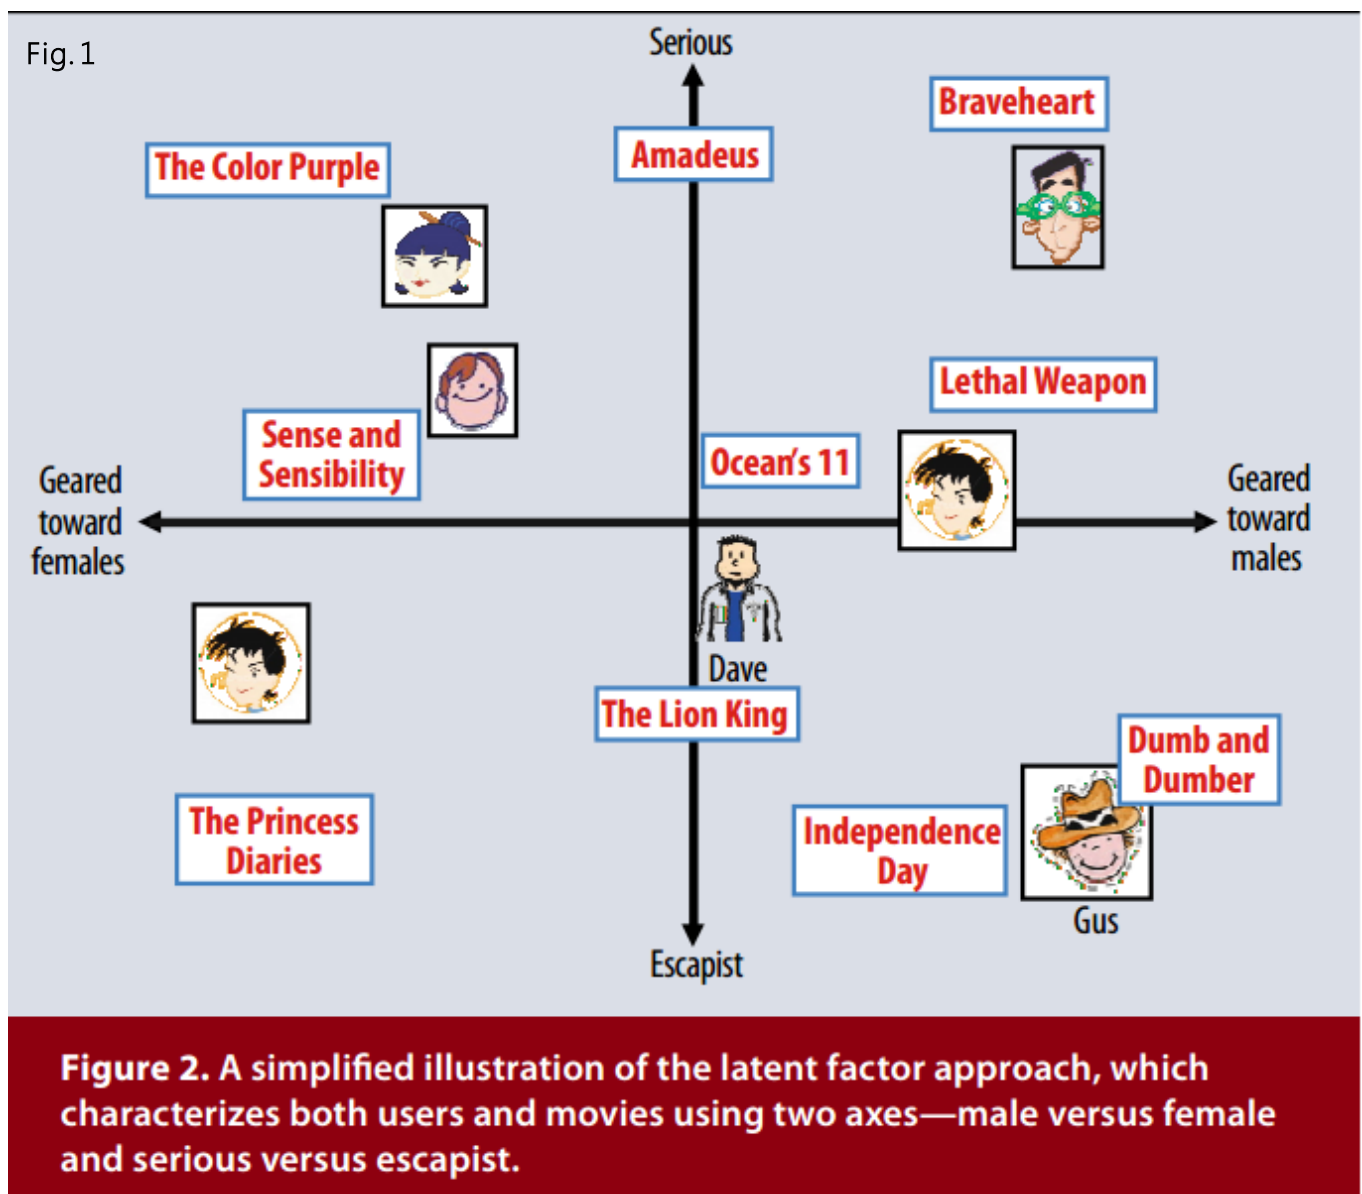 Fig. 1
Serious
Braveheart
Amadeus
The Color Purple
Lethal Weapon
Sense and
Sensibility
Ocean's 11
Geared
toward
females
Geared
toward
males
Dave
The Lion King
Dumb and
Dumber
The Princess
Diaries
Independence
Day
Gus
Escapist
Figure 2. A simplified illustration of the latent factor approach, which
characterizes both users and movies using two axes—male versus female
and serious versus escapist.